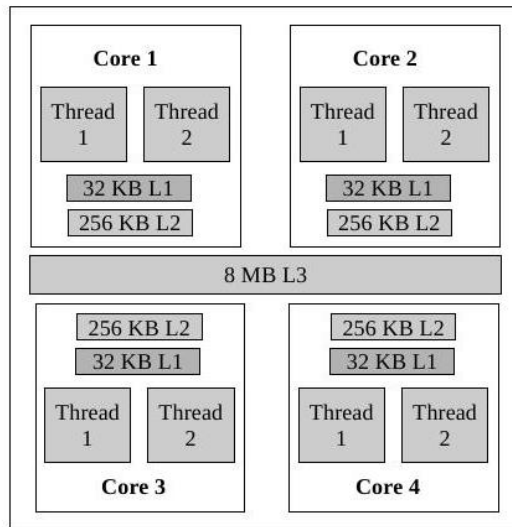 Core 1
Thread 1
Thread 2
32 KB L1
256 KB L2
Core 2
Thread 1
Thread 2
32 KB L1
256 KB L2
8 MB L3
256 KB L2
32 KB L1
Thread 1
Thread 2
Core 3
256 KB L2
32 KB L1
Thread 1
Thread 2
Core 4